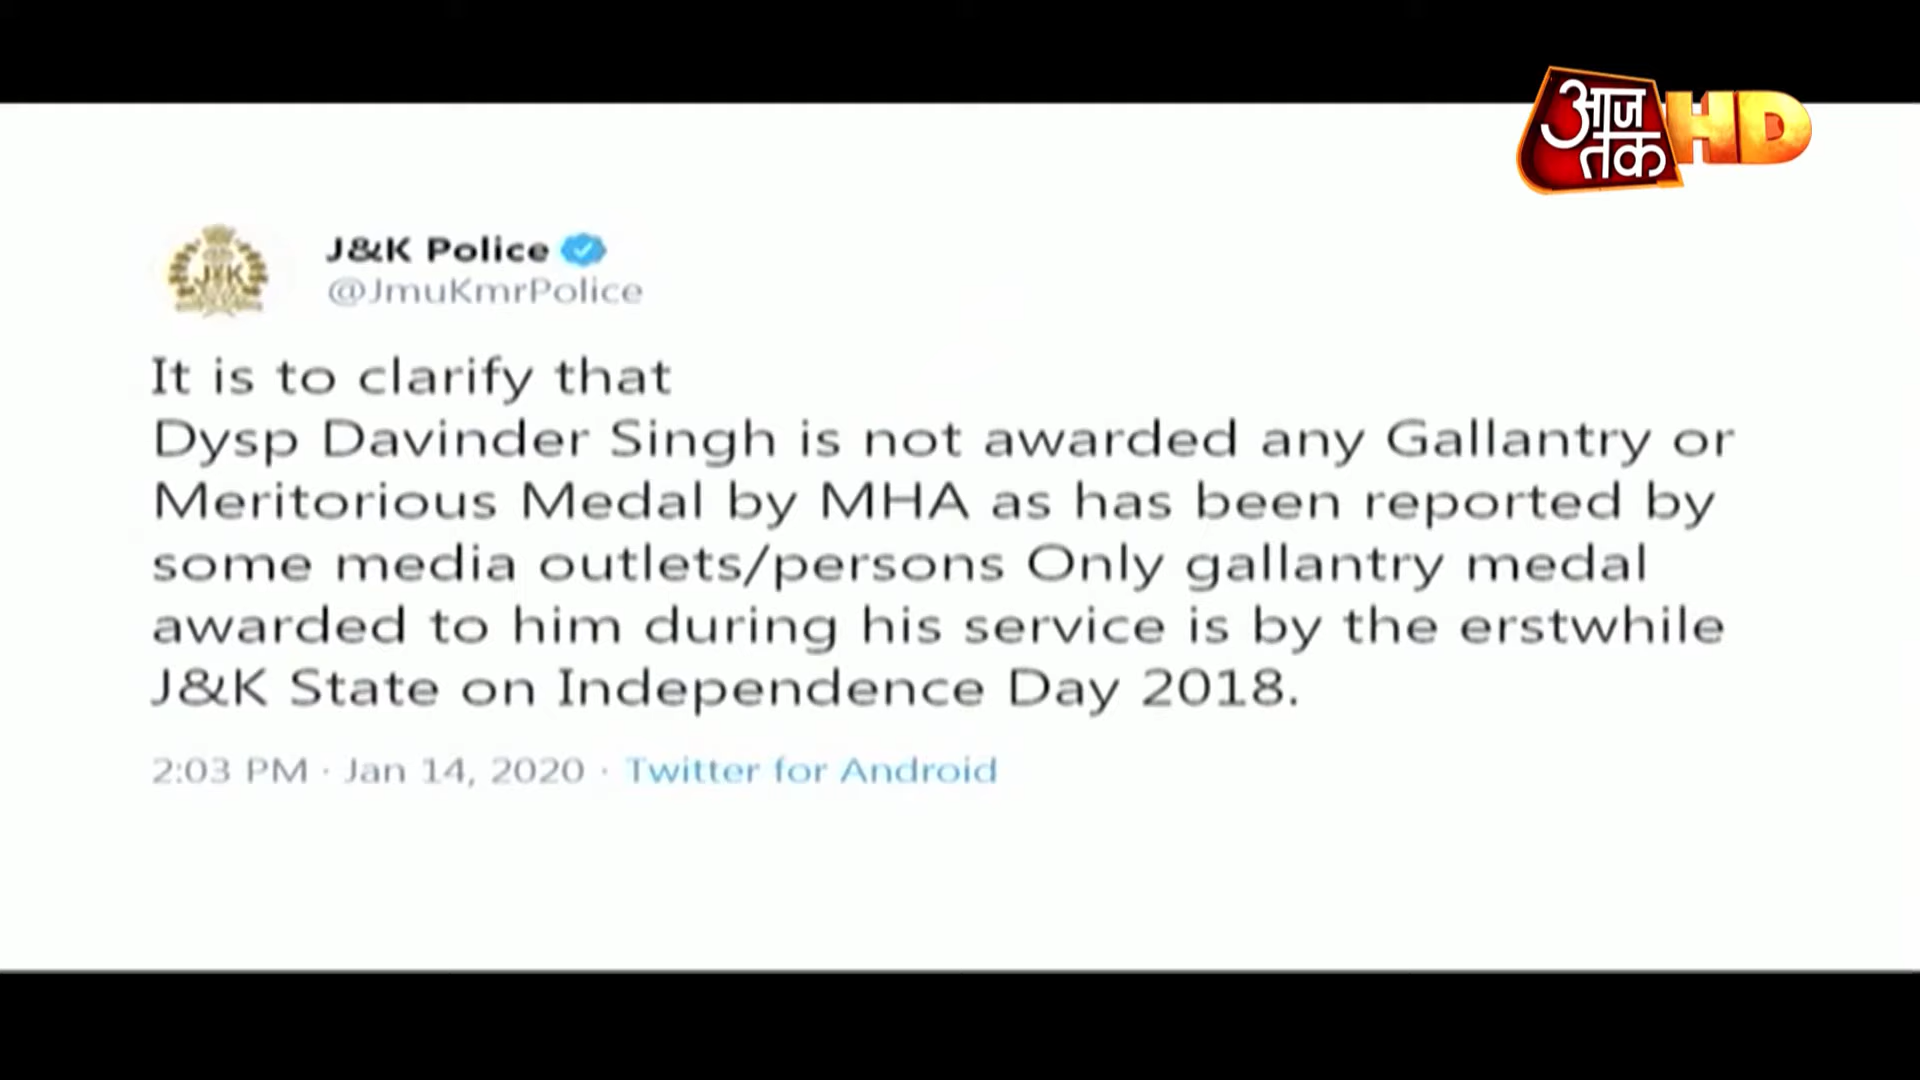 आज
तक HD
J&K Police
@JmuKmrPolice
It is to clarify that
Dysp Davinder Singh is not awarded any Gallantry or
Meritorious Medal by MHA as has been reported by
some media outlets/persons Only gallantry medal
awarded to him during his service is by the erstwhile
J&K State on Independence Day 2018.
2:03 PM · Jan 14, 2020 · Twitter for Android